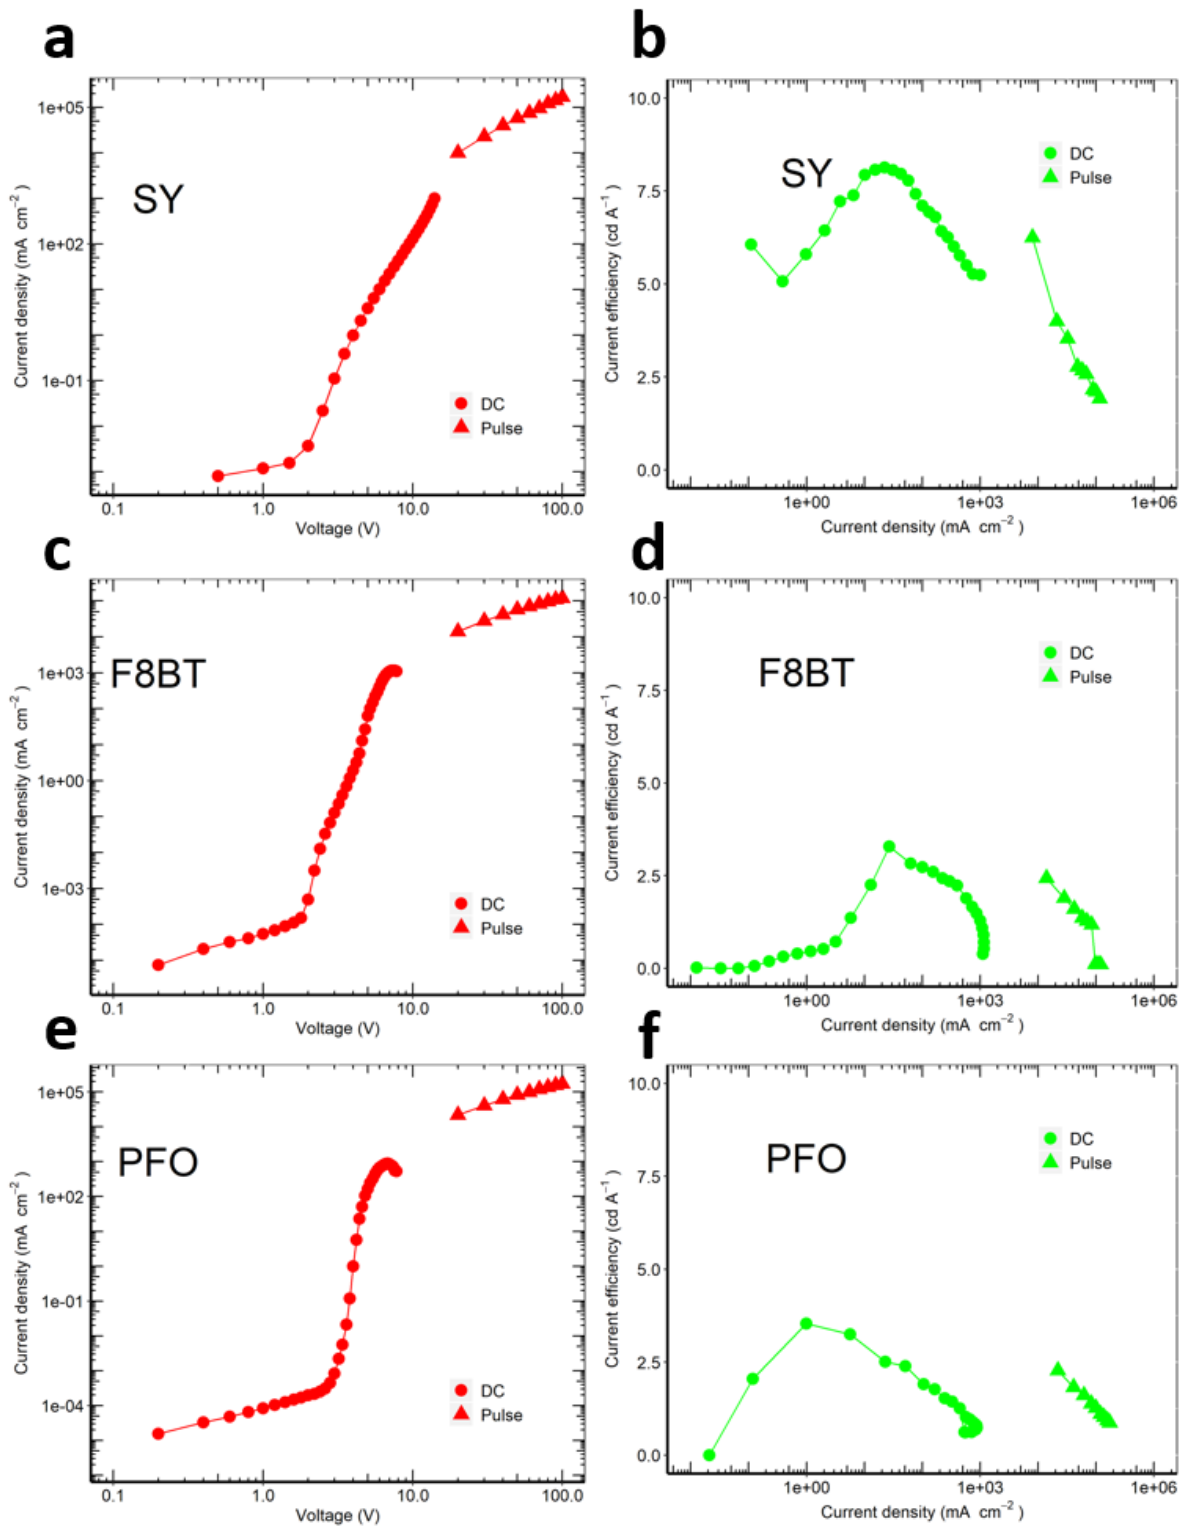 a
1e+05
1e+02
1e-01
Current density (mA cm⁻²)
SY
DC
Pulse
0.1 1.0 10.0 100.0
Voltage (V)
b
10.0
7.5
5.0
2.5
0.0
Current efficiency (cd A⁻¹)
SY
DC
Pulse
1e+00 1e+03 1e+06
Current density (mA cm⁻²)
c
1e+03
1e+00
1e-03
Current density (mA cm⁻²)
F8BT
DC
Pulse
0.1 1.0 10.0 100.0
Voltage (V)
d
10.0
7.5
5.0
2.5
0.0
Current efficiency (cd A⁻¹)
F8BT
DC
Pulse
1e+00 1e+03 1e+06
Current density (mA cm⁻²)
e
1e+05
1e+02
1e-01
1e-04
Current density (mA cm⁻²)
PFO
DC
Pulse
0.1 1.0 10.0 100.0
Voltage (V)
f
10.0
7.5
5.0
2.5
0.0
Current efficiency (cd A⁻¹)
PFO
DC
Pulse
1e+00 1e+03 1e+06
Current density (mA cm⁻²)